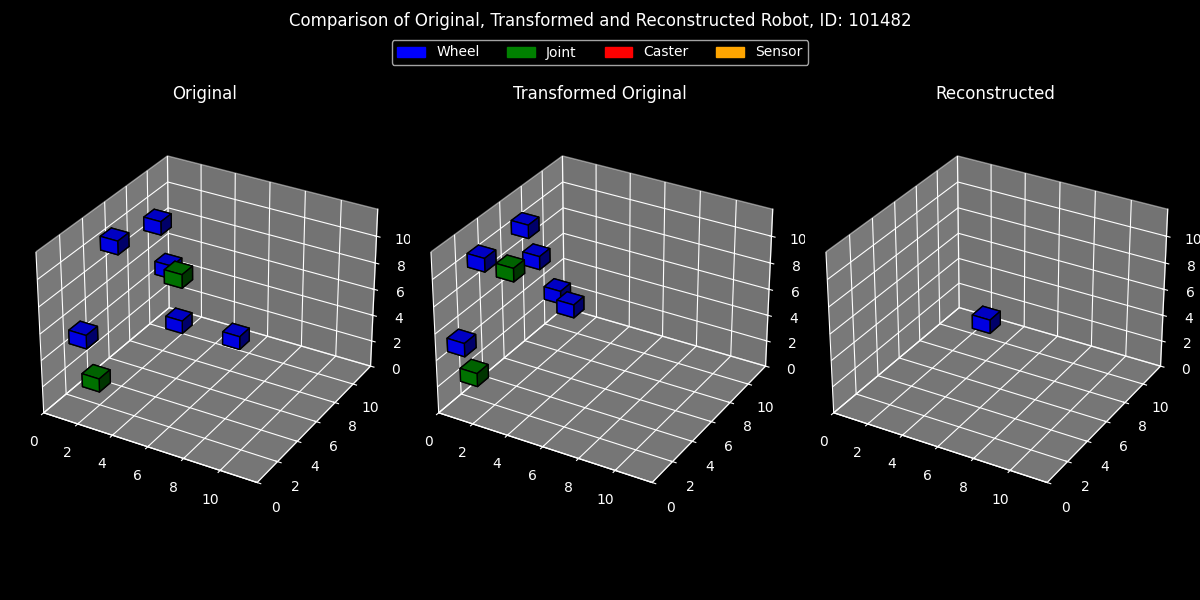 Comparison of Original, Transformed and Reconstructed Robot, ID: 101482
Wheel Joint Caster Sensor
Original Transformed Original Reconstructed
10 10 10
8 8 8
6 6 6
4 4 4
2 2 2
0 0 0
10 10 10
8 8 8
6 6 6
4 4 4
2 2 2
0 0 0
0 2 4 6 8 10 0 2 4 6 8 10 0 2 4 6 8 10